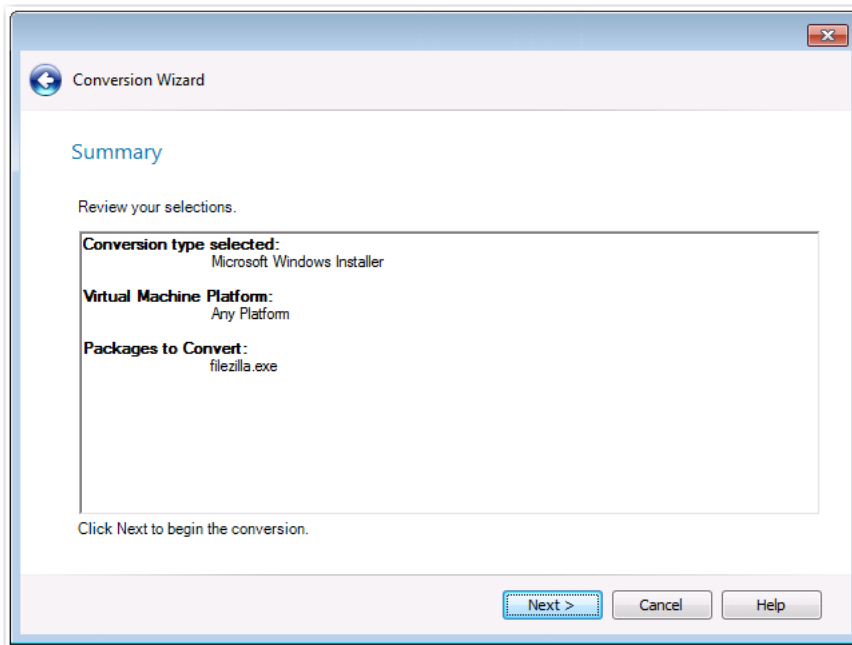 Conversion Wizard
Summary
Review your selections.
Conversion type selected:
Microsoft Windows Installer
Virtual Machine Platform:
Any Platform
Packages to Convert:
filezilla.exe
Click Next to begin the conversion.
Next > Cancel Help